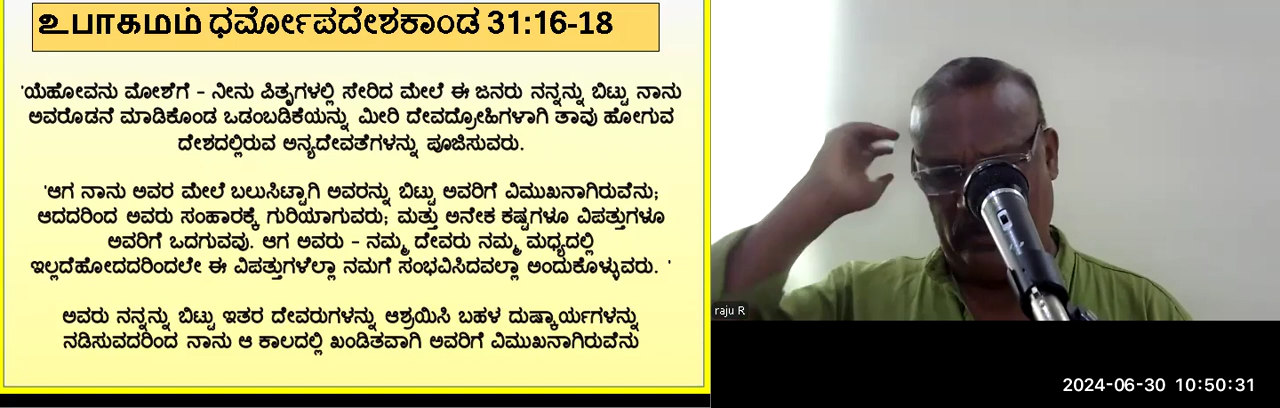 உபாகமம் ಧರ್ಮೋಪದೇಶಕಾಂಡ 31:16-18
'ಯೆಹೋವನು ಮೋಶೆಗೆ - ನೀನು ಪಿತೃಗಳಲ್ಲಿ ಸೇರಿದ ಮೇಲೆ ಈ ಜನರು ನನ್ನನ್ನು ಬಿಟ್ಟು ನಾನು
ಅವರೊಡನೆ ಮಾಡಿಕೊಂಡ ಒಡಂಬಡಿಕೆಯನ್ನು ಮೀರಿ ದೇವದ್ರೋಹಿಗಳಾಗಿ ತಾವು ಹೋಗುವ
ದೇಶದಲ್ಲಿರುವ ಅನ್ಯದೇವತೆಗಳನ್ನು ಪೂಜಿಸುವರು.
'ಆಗ ನಾನು ಅವರ ಮೇಲೆ ಬಲುಸಿಟ್ಟಾಗಿ ಅವರನ್ನು ಬಿಟ್ಟು ಅವರಿಗೆ ವಿಮುಖನಾಗಿರುವೆನು;
ಆದದರಿಂದ ಅವರು ಸಂಹಾರಕ್ಕೆ ಗುರಿಯಾಗುವರು; ಮತ್ತು ಅನೇಕ ಕಷ್ಟಗಳೂ ವಿಪತ್ತುಗಳೂ
ಅವರಿಗೆ ಒದಗುವವು. ಆಗ ಅವರು - ನಮ್ಮ ದೇವರು ನಮ್ಮ ಮಧ್ಯದಲ್ಲಿ
ಇಲ್ಲದೆಹೋದದರಿಂದಲೇ ಈ ವಿಪತ್ತುಗಳೆಲ್ಲಾ ನಮಗೆ ಸಂಭವಿಸಿದವಲ್ಲಾ ಅಂದುಕೊಳ್ಳುವರು. '
ಅವರು ನನ್ನನ್ನು ಬಿಟ್ಟು ಇತರ ದೇವರುಗಳನ್ನು ಆಶ್ರಯಿಸಿ ಬಹಳ ದುಷ್ಕಾರ್ಯಗಳನ್ನು
ನಡಿಸುವದರಿಂದ ನಾನು ಆ ಕಾಲದಲ್ಲಿ ಖಂಡಿತವಾಗಿ ಅವರಿಗೆ ವಿಮುಖನಾಗಿರುವೆನು
raju R
2024-06-30 10:50:31